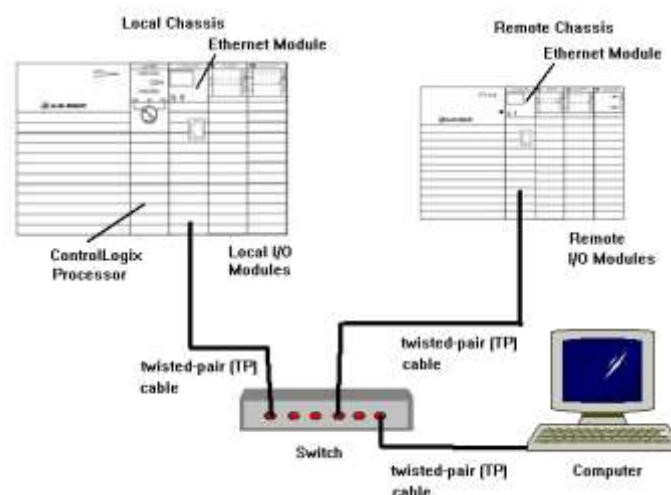 Local Chassis
Ethernet Module
Remote Chassis
Ethernet Module
ControlLogix
Processor
Local I/O
Modules
Remote
I/O Modules
twisted-pair (TP)
cable
twisted-pair (TP)
cable
Switch
twisted-pair (TP)
cable
Computer